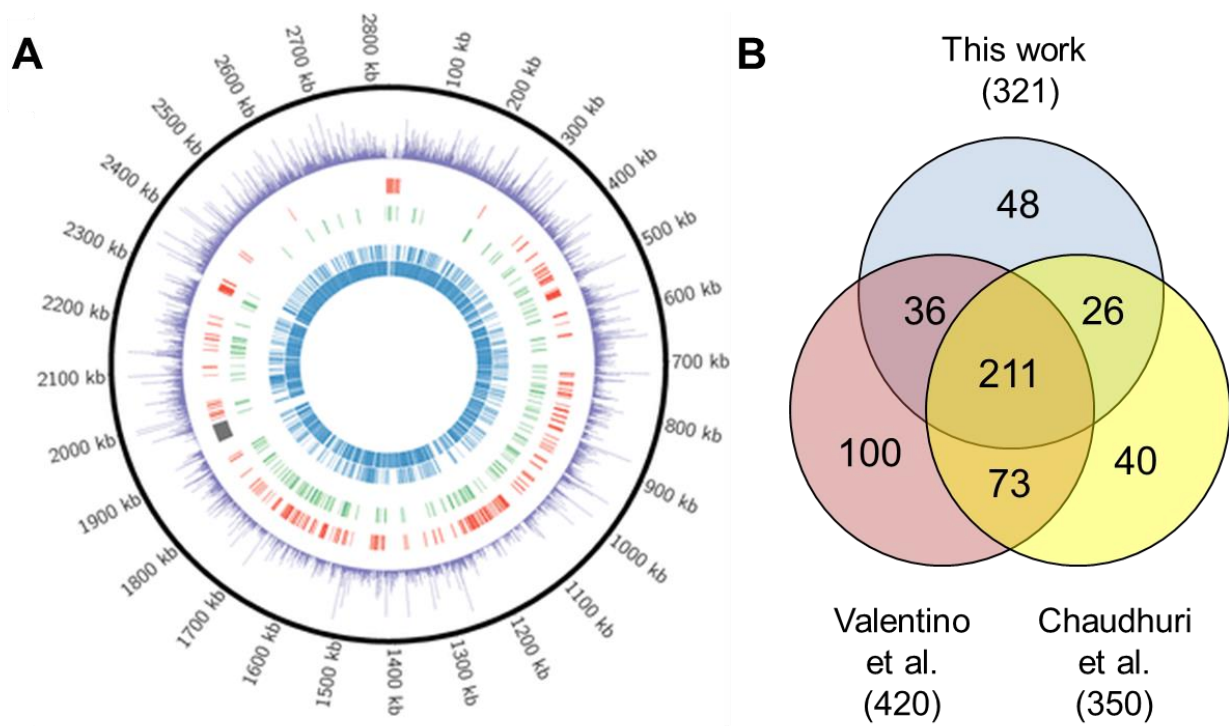 A
2800 kb
100 kb
200 kb
300 kb
400 kb
500 kb
600 kb
700 kb
800 kb
900 kb
1000 kb
1100 kb
1200 kb
1300 kb
1400 kb
1500 kb
1600 kb
1700 kb
1800 kb
1900 kb
2000 kb
2100 kb
2200 kb
2300 kb
2400 kb
2500 kb
2600 kb
2700 kb
B
This work
(321)
48
36
26
211
100
73
40
Valentino
et al.
(420)
Chaudhuri
et al.
(350)